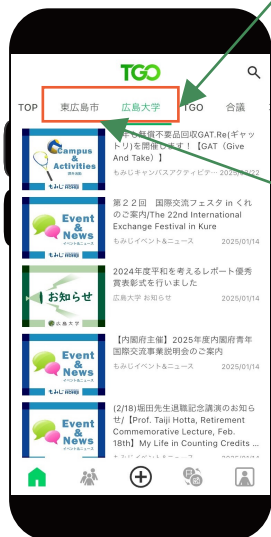 TGO
TOP 東広島市 広島大学 TGO 会議
Campus
&
Activities
無償不要品回収GAT.Re(ギャッ
トリ)を開催します！【GAT（Give
And Take）】
もみじキャンパスアクティビテ… 2025/03/22
もみじ
Event
&
News
イベント&ニュース
もみじ
第２２回 国際交流フェスタ in くれ
のご案内/The 22nd International
Exchange Festival in Kure
もみじイベント&ニュース 2025/01/14
お知らせ
広島大学
2024年度平和を考えるレポート優秀
賞表彰式を行いました
広島大学 お知らせ 2025/01/14
Event
&
News
イベント&ニュース
もみじ
【内閣府主催】2025年度内閣府青年
国際交流事業説明会のご案内
もみじイベント&ニュース 2025/01/14
Event
&
News
イベント&ニュース
もみじ
(2/18)堀田先生退職記念講演のお知ら
せ/【Prof. Taiji Hotta, Retirement
Commemorative Lecture, Feb.
18th】My Life in Counting Credits ...